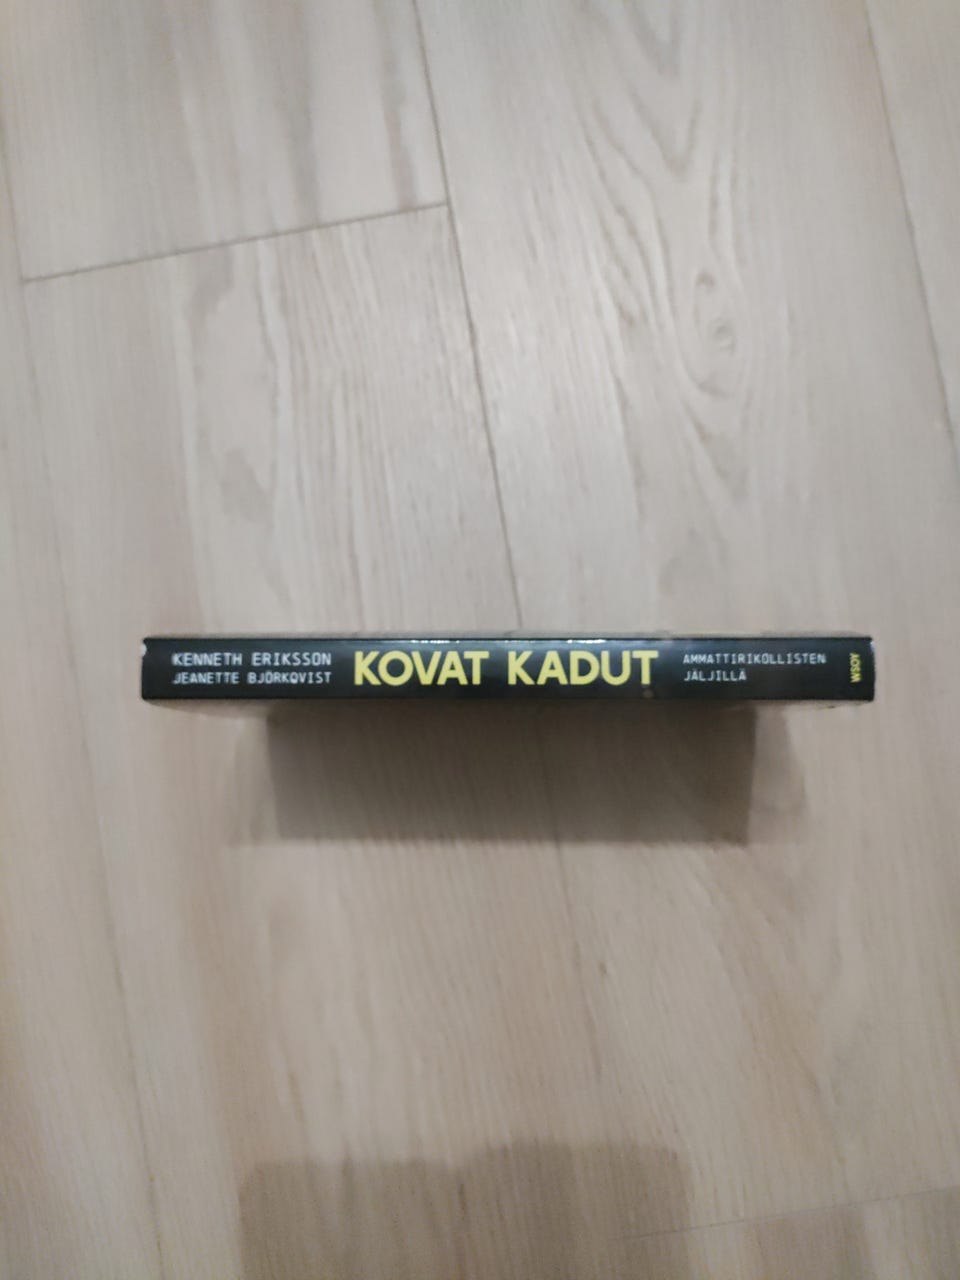 KENNETH ERIKSSON
JEANETTE BJÖRKQVIST
KOVAT KADUT
AMMATTIRIKOLLISTEN
JÄLJILLÄ
WSOY